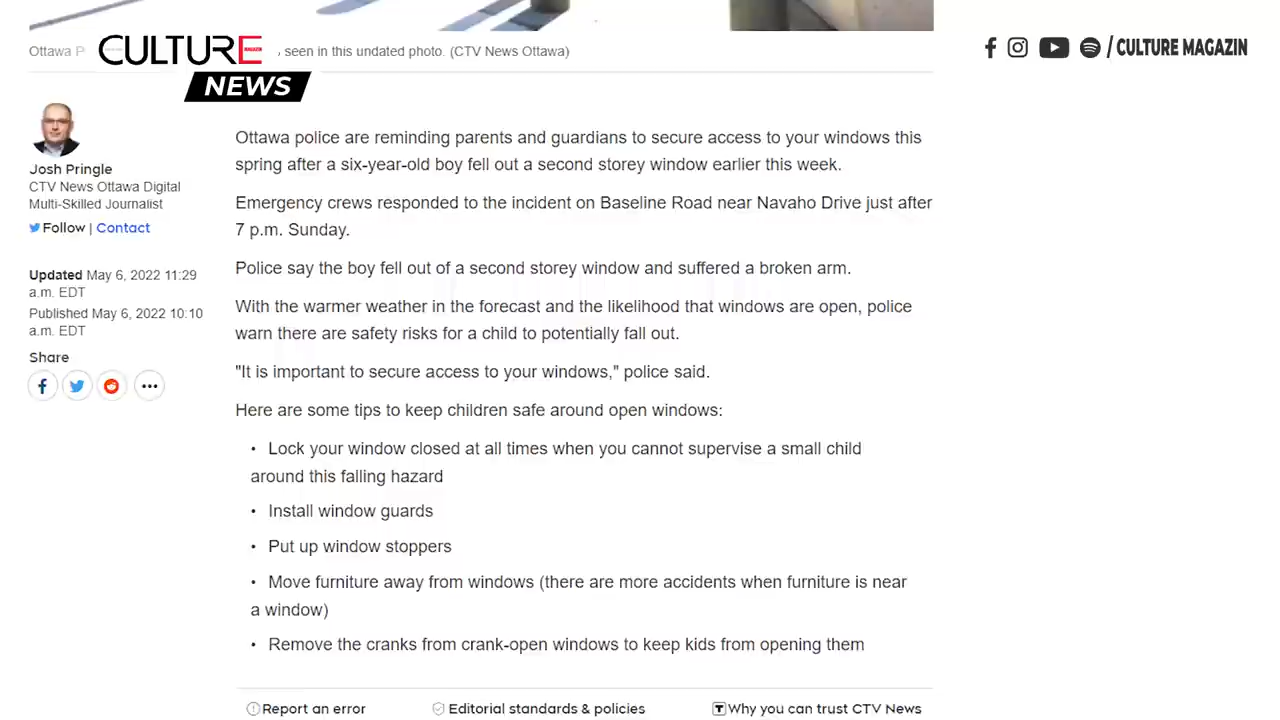 Ottawa P
seen in this undated photo. (CTV News Ottawa)
CULTURE
NEWS
/ CULTURE MAGAZIN
Josh Pringle
CTV News Ottawa Digital
Multi-Skilled Journalist
Follow | Contact
Updated May 6, 2022 11:29
a.m. EDT
Published May 6, 2022 10:10
a.m. EDT
Share
Ottawa police are reminding parents and guardians to secure access to your windows this
spring after a six-year-old boy fell out a second storey window earlier this week.
Emergency crews responded to the incident on Baseline Road near Navaho Drive just after
7 p.m. Sunday.
Police say the boy fell out of a second storey window and suffered a broken arm.
With the warmer weather in the forecast and the likelihood that windows are open, police
warn there are safety risks for a child to potentially fall out.
"It is important to secure access to your windows," police said.
Here are some tips to keep children safe around open windows:
• Lock your window closed at all times when you cannot supervise a small child
around this falling hazard
• Install window guards
• Put up window stoppers
• Move furniture away from windows (there are more accidents when furniture is near
a window)
• Remove the cranks from crank-open windows to keep kids from opening them
Report an error
Editorial standards & policies
Why you can trust CTV News